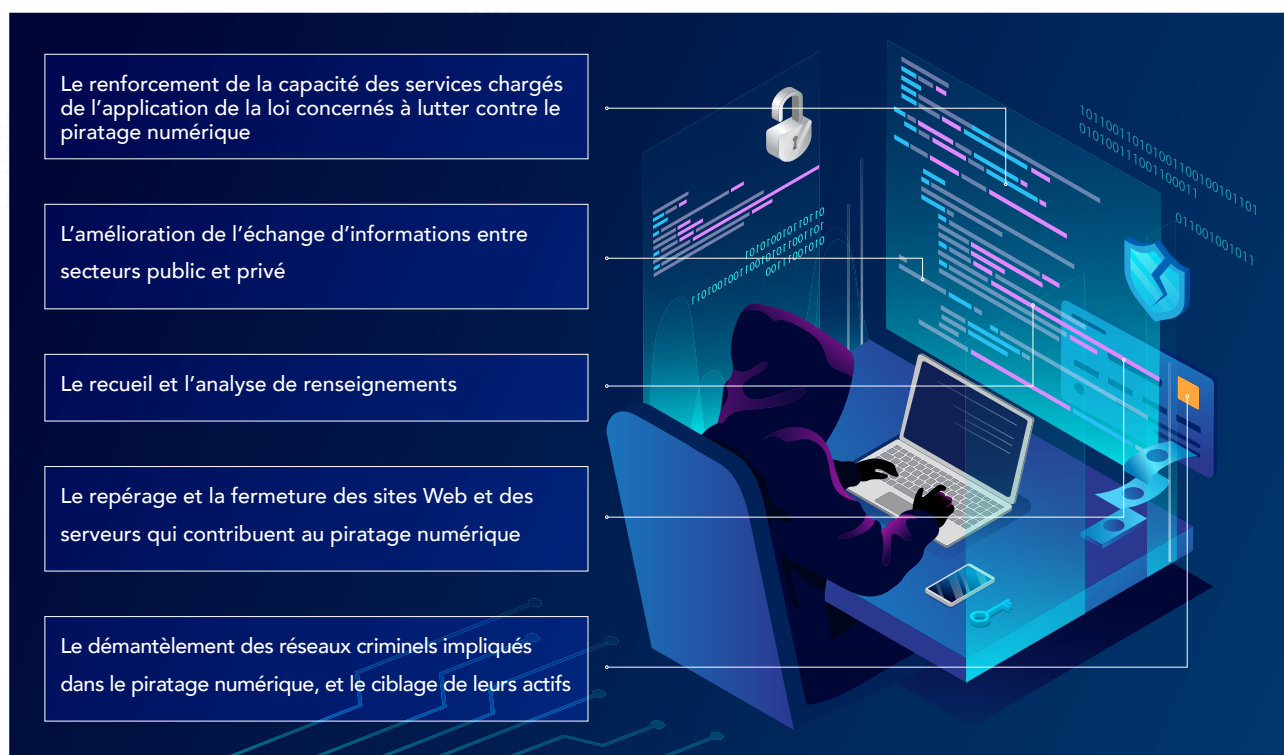 Le renforcement de la capacité des services chargés
de l’application de la loi concernés à lutter contre le
piratage numérique
L’amélioration de l’échange d’informations entre
secteurs public et privé
Le recueil et l’analyse de renseignements
Le repérage et la fermeture des sites Web et des
serveurs qui contribuent au piratage numérique
Le démantèlement des réseaux criminels impliqués
dans le piratage numérique, et le ciblage de leurs actifs